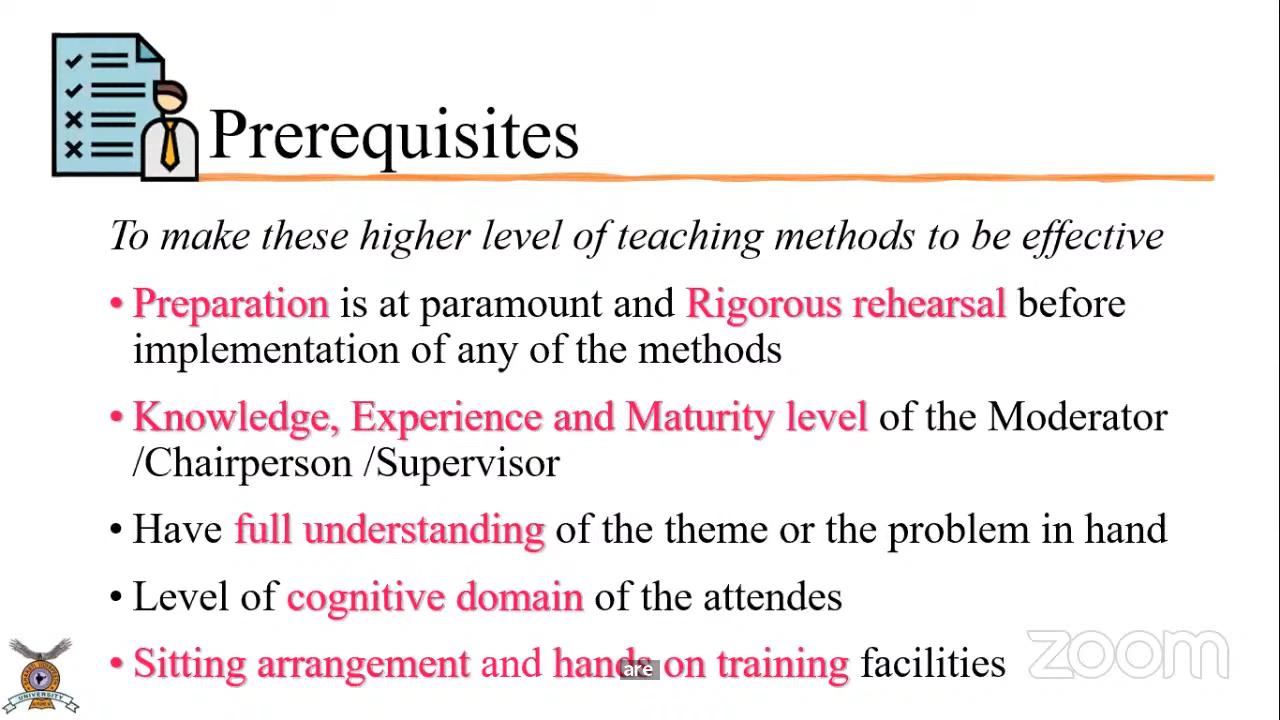 Prerequisites
To make these higher level of teaching methods to be effective
• Preparation is at paramount and Rigorous rehearsal before
implementation of any of the methods
• Knowledge, Experience and Maturity level of the Moderator
/Chairperson /Supervisor
• Have full understanding of the theme or the problem in hand
• Level of cognitive domain of the attendes
• Sitting arrangement and hands on training facilities
are
zoom
UNIVERSITY